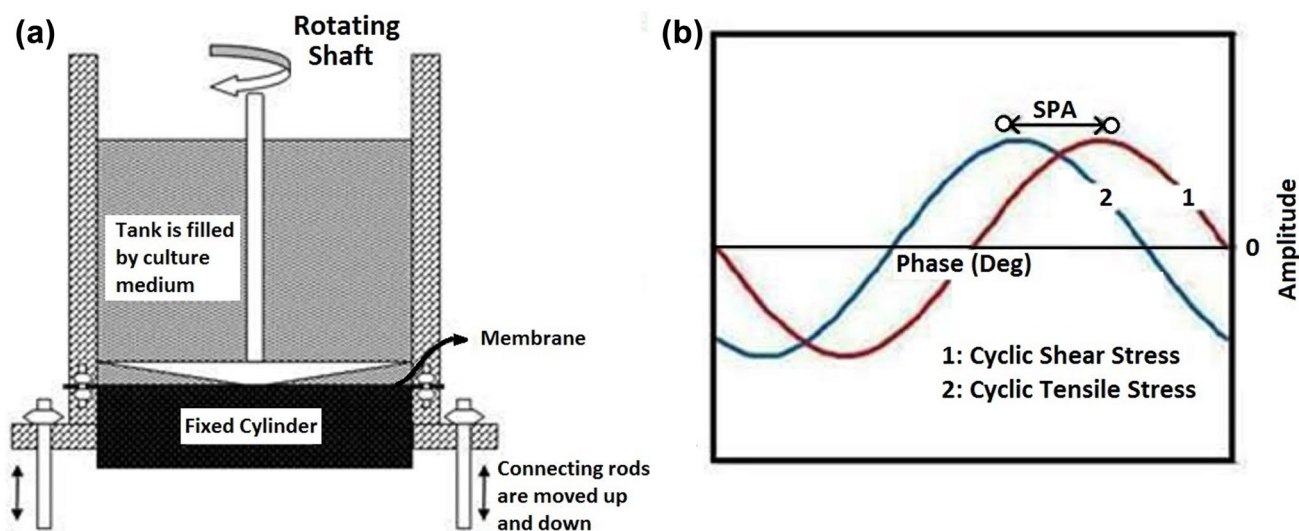 (a)
Rotating
Shaft
Tank is filled
by culture
medium
Membrane
Fixed Cylinder
Connecting rods
are moved up
and down
(b)
SPA
2
1
Phase (Deg)
0
Amplitude
1: Cyclic Shear Stress
2: Cyclic Tensile Stress